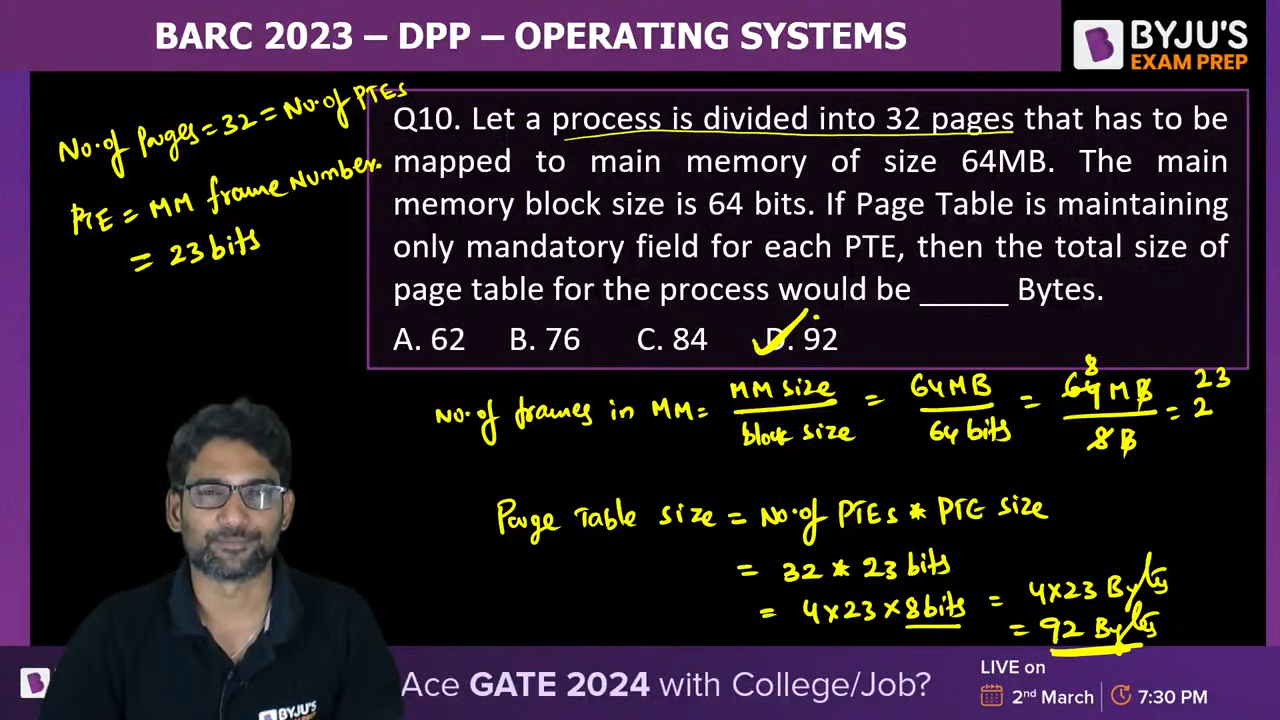 BARC 2023 – DPP – OPERATING SYSTEMS
BYJU'S
EXAM PREP
No. of Pages = 32 = No. of PTEs
PTE = MM frame Number.
= 23 bits
Q10. Let a process is divided into 32 pages that has to be
mapped to main memory of size 64MB. The main
memory block size is 64 bits. If Page Table is maintaining
only mandatory field for each PTE, then the total size of
page table for the process would be ______ Bytes.
A. 62 B. 76 C. 84 D. 92
No. of frames in MM = MM size / block size = 64 MB / 64 bits = 64 8 MB / 8 B = 2^23
Page Table size = No. of PTEs * PTE size
= 32 * 23 bits
= 4 x 23 x 8 bits = 4 x 23 Bytes
= 92 Bytes
BYJU'S
EXAM PREP
Ace GATE 2024 with College/Job?
LIVE on
2nd March | 7:30 PM